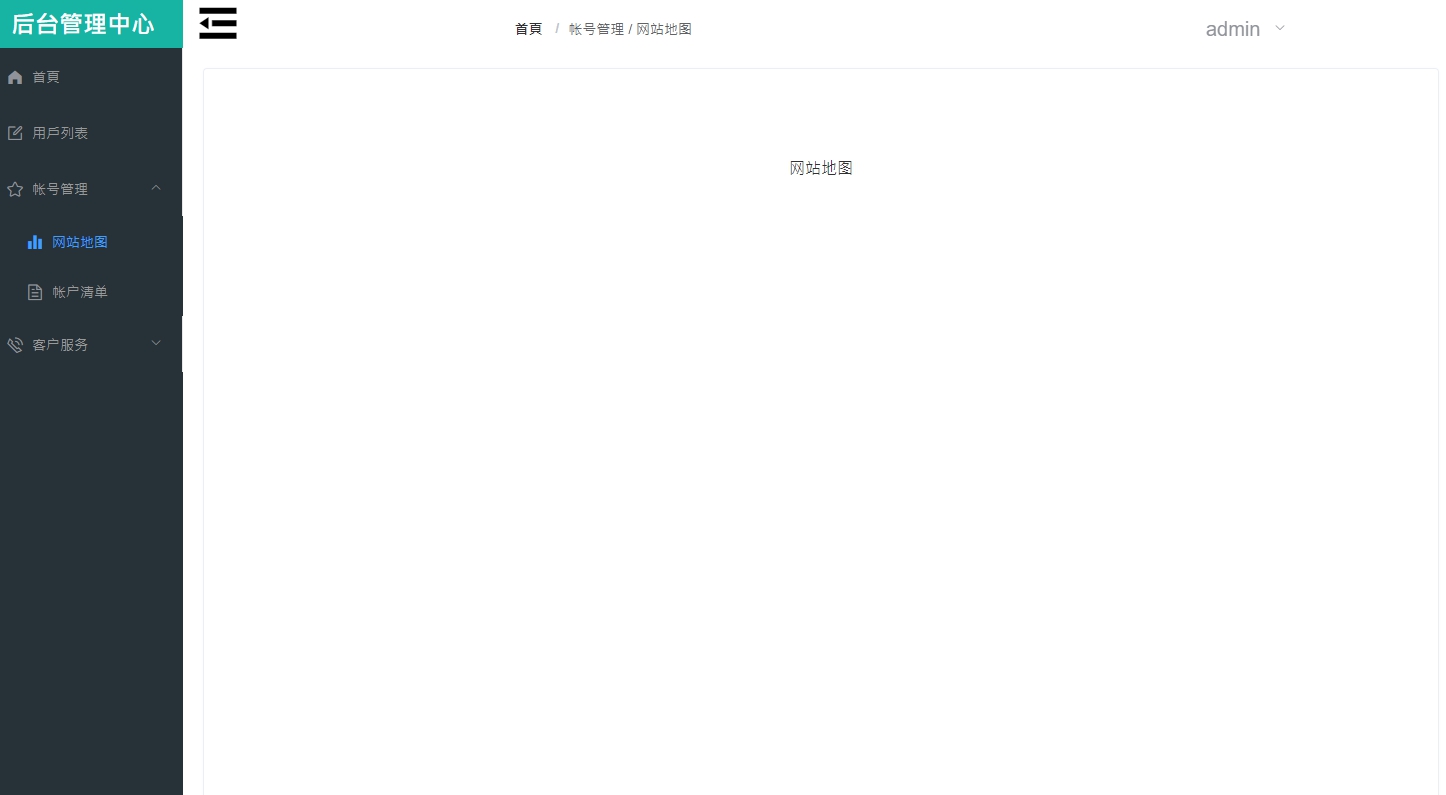 后台管理中心
首頁 / 帐号管理 / 网站地图
admin
首頁
用戶列表
帐号管理
网站地图
帐户清单
客户服务
网站地图